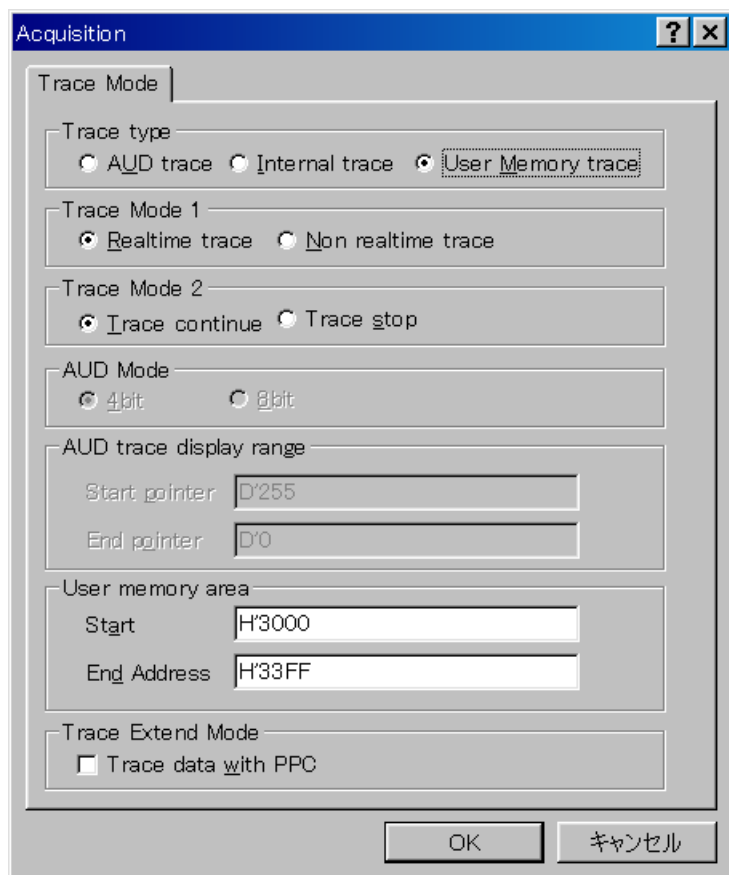 Acquisition
Trace Mode
Trace type
AUD trace Internal trace User Memory trace
Trace Mode 1
Realtime trace Non realtime trace
Trace Mode 2
Trace continue Trace stop
AUD Mode
4bit 8bit
AUD trace display range
Start pointer D'255
End pointer D'0
User memory area
Start H'3000
End Address H'33FF
Trace Extend Mode
Trace data with PPC
OK キャンセル